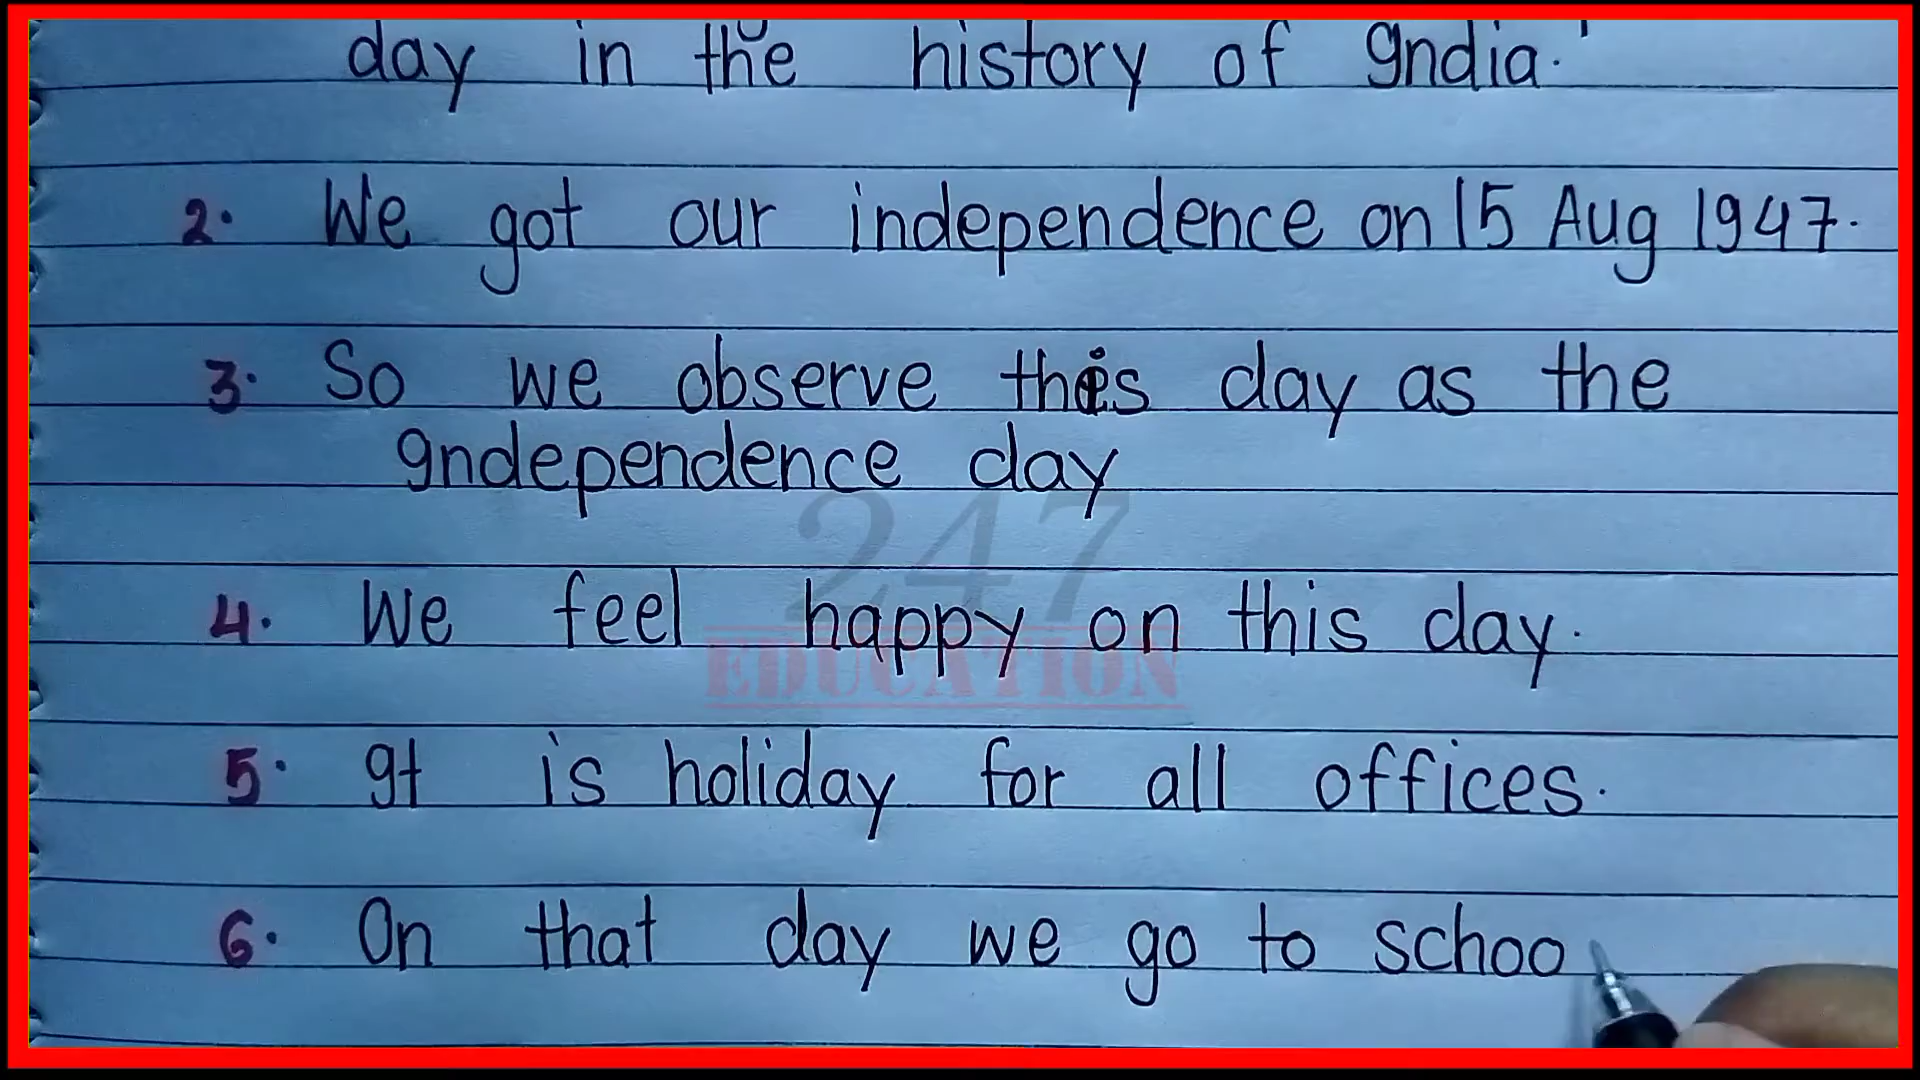 day in the history of India.
2. We got our independence on 15 Aug 1947.
3. So we observe this day as the
Independence day
247
EDUCATION
4. We feel happy on this day.
5. It is holiday for all offices.
6. On that day we go to schoo